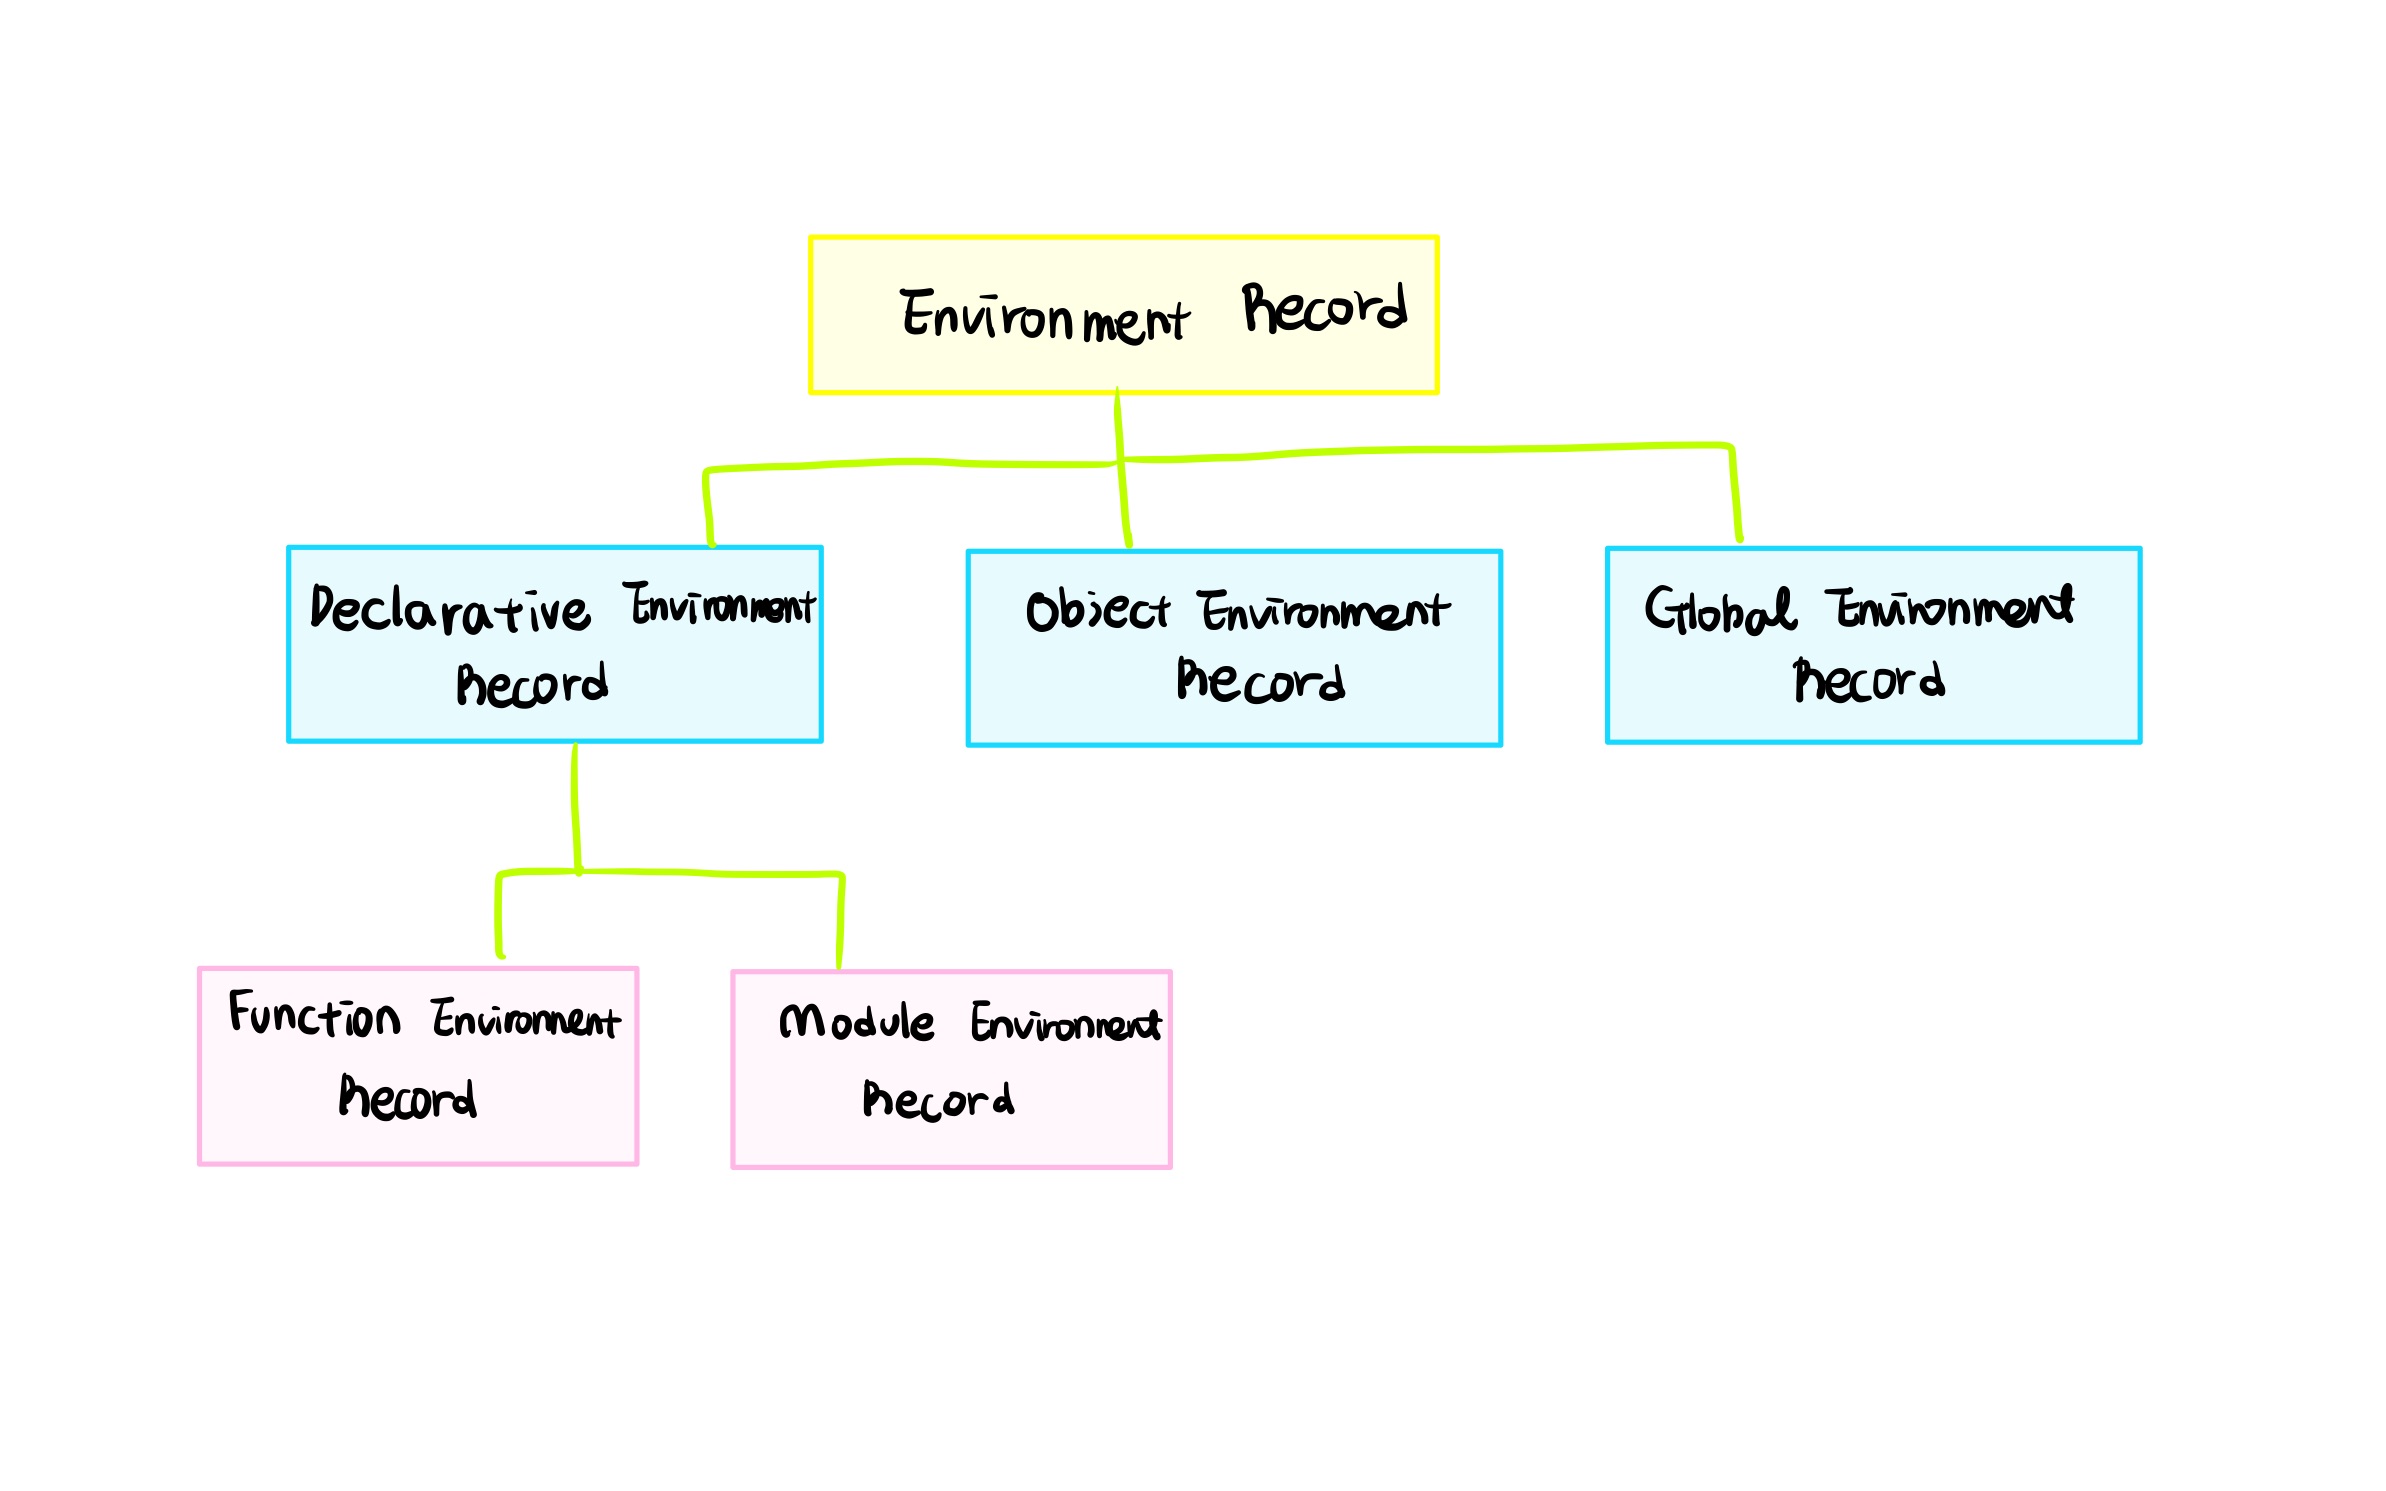 Environment Record
Declarative Environment
Record
Object Environment
Record
Global Environment
Record
Function Environment
Record
Module Environment
Record